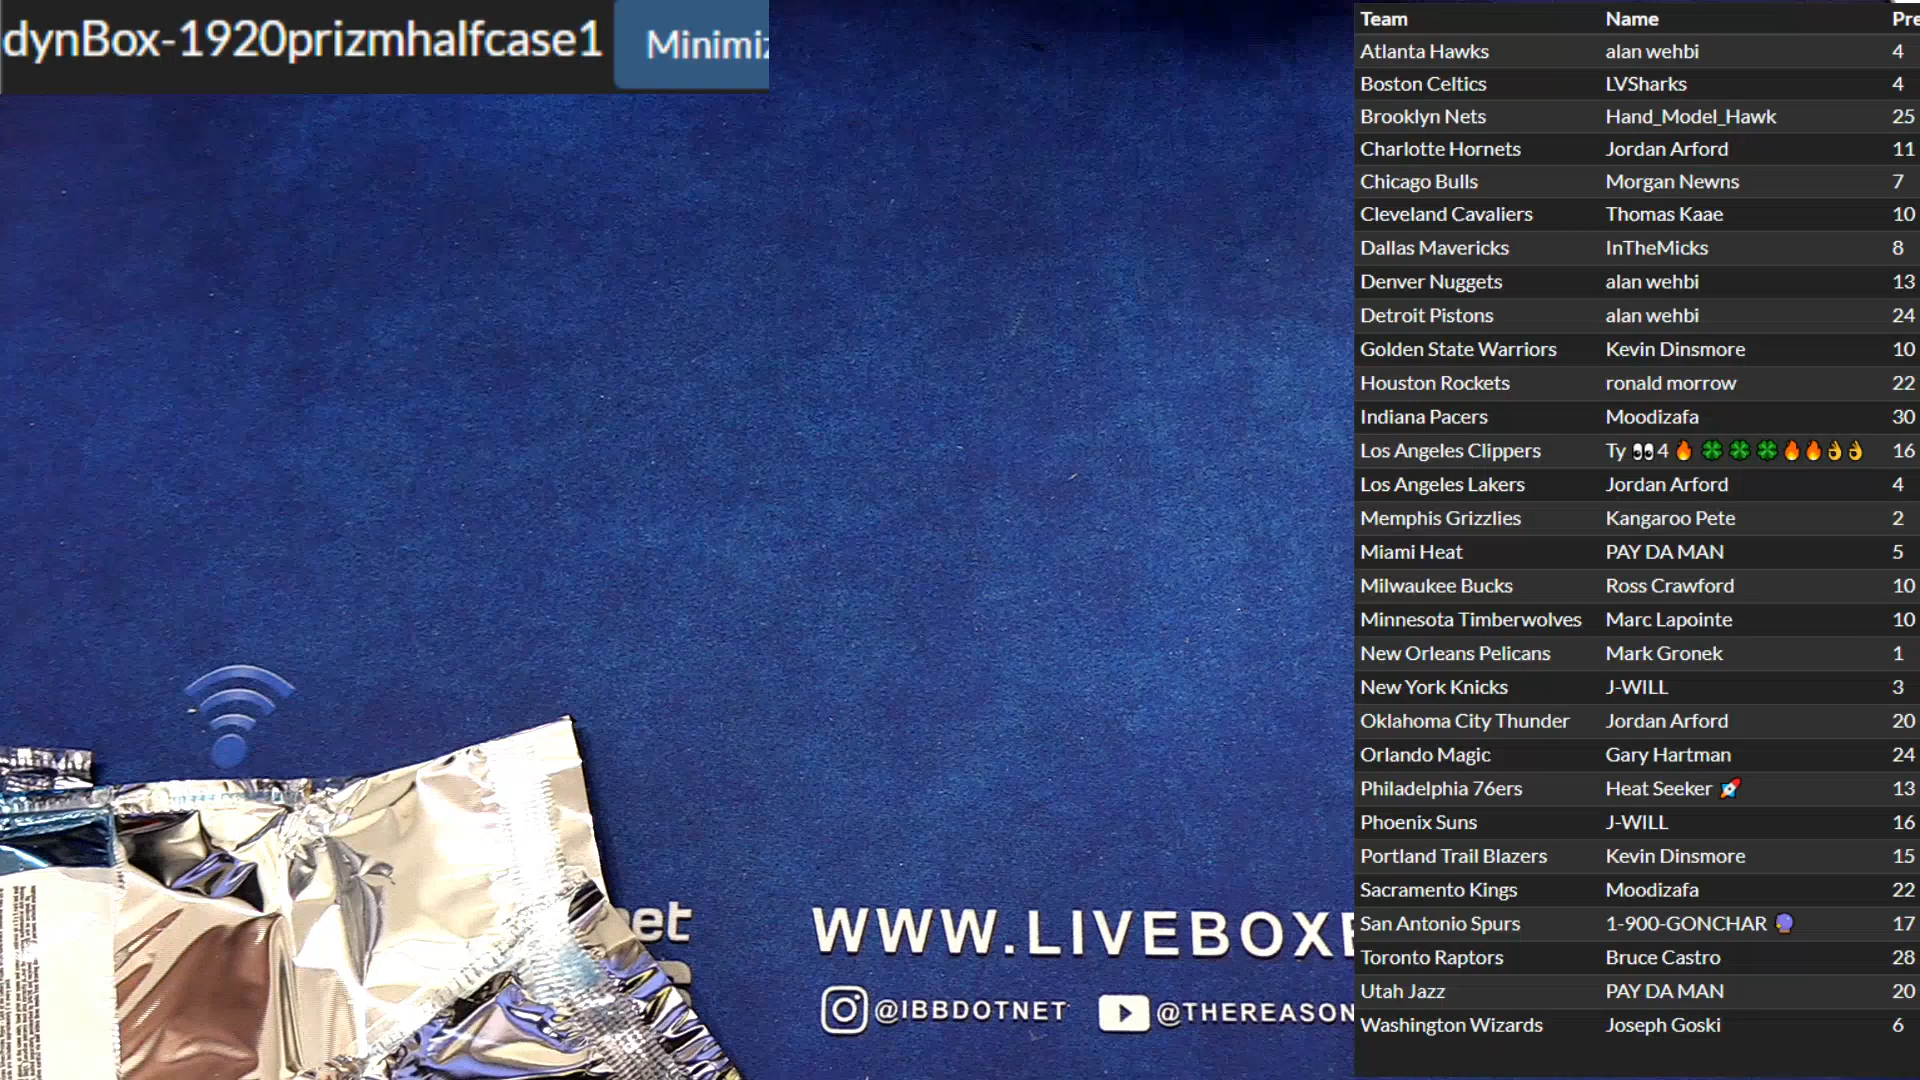 dynBox-1920prizmhalfcase1 Minimiz
Team Name Pre
Atlanta Hawks alan wehbi 4
Boston Celtics LVSharks 4
Brooklyn Nets Hand_Model_Hawk 25
Charlotte Hornets Jordan Arford 11
Chicago Bulls Morgan Newns 7
Cleveland Cavaliers Thomas Kaae 10
Dallas Mavericks InTheMicks 8
Denver Nuggets alan wehbi 13
Detroit Pistons alan wehbi 24
Golden State Warriors Kevin Dinsmore 10
Houston Rockets ronald morrow 22
Indiana Pacers Moodizafa 30
Los Angeles Clippers Ty 👀4 🔥 🍀 🍀 🍀 🔥 🔥 👌 👌 16
Los Angeles Lakers Jordan Arford 4
Memphis Grizzlies Kangaroo Pete 2
Miami Heat PAY DA MAN 5
Milwaukee Bucks Ross Crawford 10
Minnesota Timberwolves Marc Lapointe 10
New Orleans Pelicans Mark Gronek 1
New York Knicks J-WILL 3
Oklahoma City Thunder Jordan Arford 20
Orlando Magic Gary Hartman 24
Philadelphia 76ers Heat Seeker 🚀 13
Phoenix Suns J-WILL 16
Portland Trail Blazers Kevin Dinsmore 15
Sacramento Kings Moodizafa 22
San Antonio Spurs 1-900-GONCHAR 🔮 17
Toronto Raptors Bruce Castro 28
Utah Jazz PAY DA MAN 20
Washington Wizards Joseph Goski 6
et
WWW.LIVEBOXB
@IBBDOTNET @THEREASON